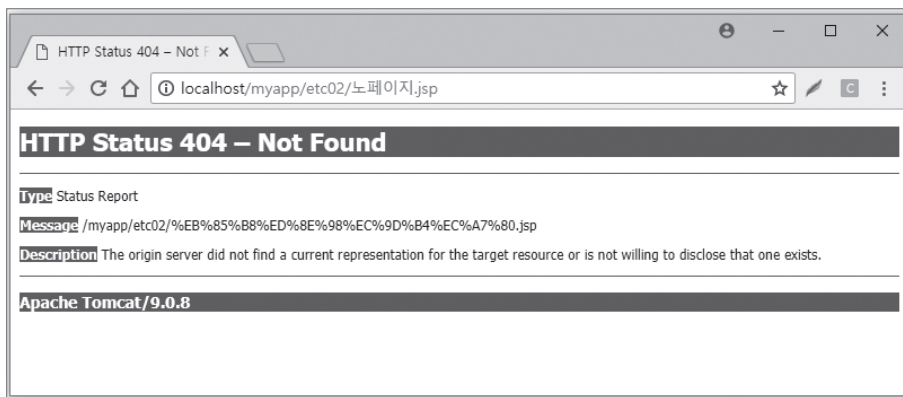 HTTP Status 404 – Not F
localhost/myapp/etc02/노페이지.jsp
C
HTTP Status 404 – Not Found
Type Status Report
Message /myapp/etc02/%EB%85%B8%ED%8E%98%EC%9D%B4%EC%A7%80.jsp
Description The origin server did not find a current representation for the target resource or is not willing to disclose that one exists.
Apache Tomcat/9.0.8